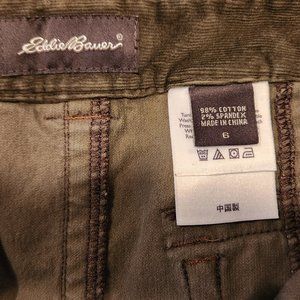 Eddie Bauer®
98% COTTON
2% SPANDEX
MADE IN CHINA
6
中国製